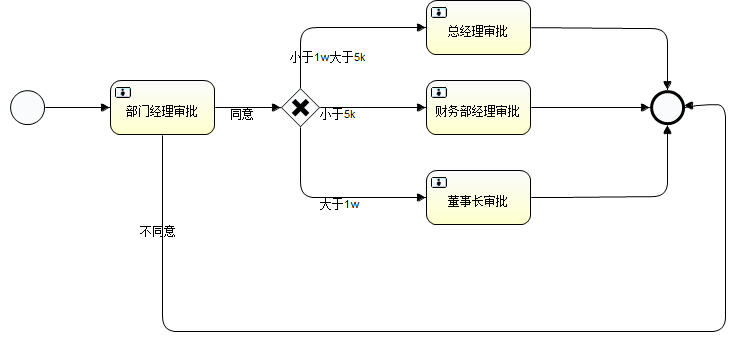 总经理审批
小于1w大于5k
部门经理审批
同意
小于5k
财务部经理审批
大于1w
董事长审批
不同意